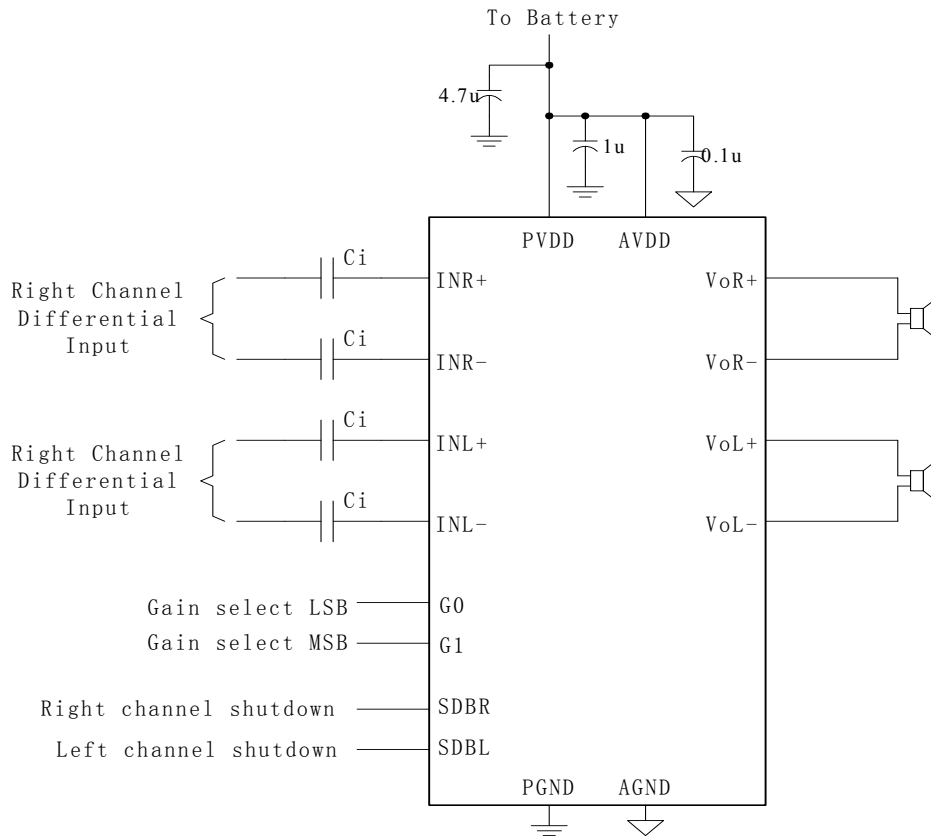 To Battery
4.7u
1u
0.1u
PVDD
AVDD
Ci
INR+
VoR+
Right Channel
Differential
Input
Ci
INR-
VoR-
Ci
INL+
VoL+
Right Channel
Differential
Input
Ci
INL-
VoL-
Gain select LSB
G0
Gain select MSB
G1
Right channel shutdown
SDBR
Left channel shutdown
SDBL
PGND
AGND